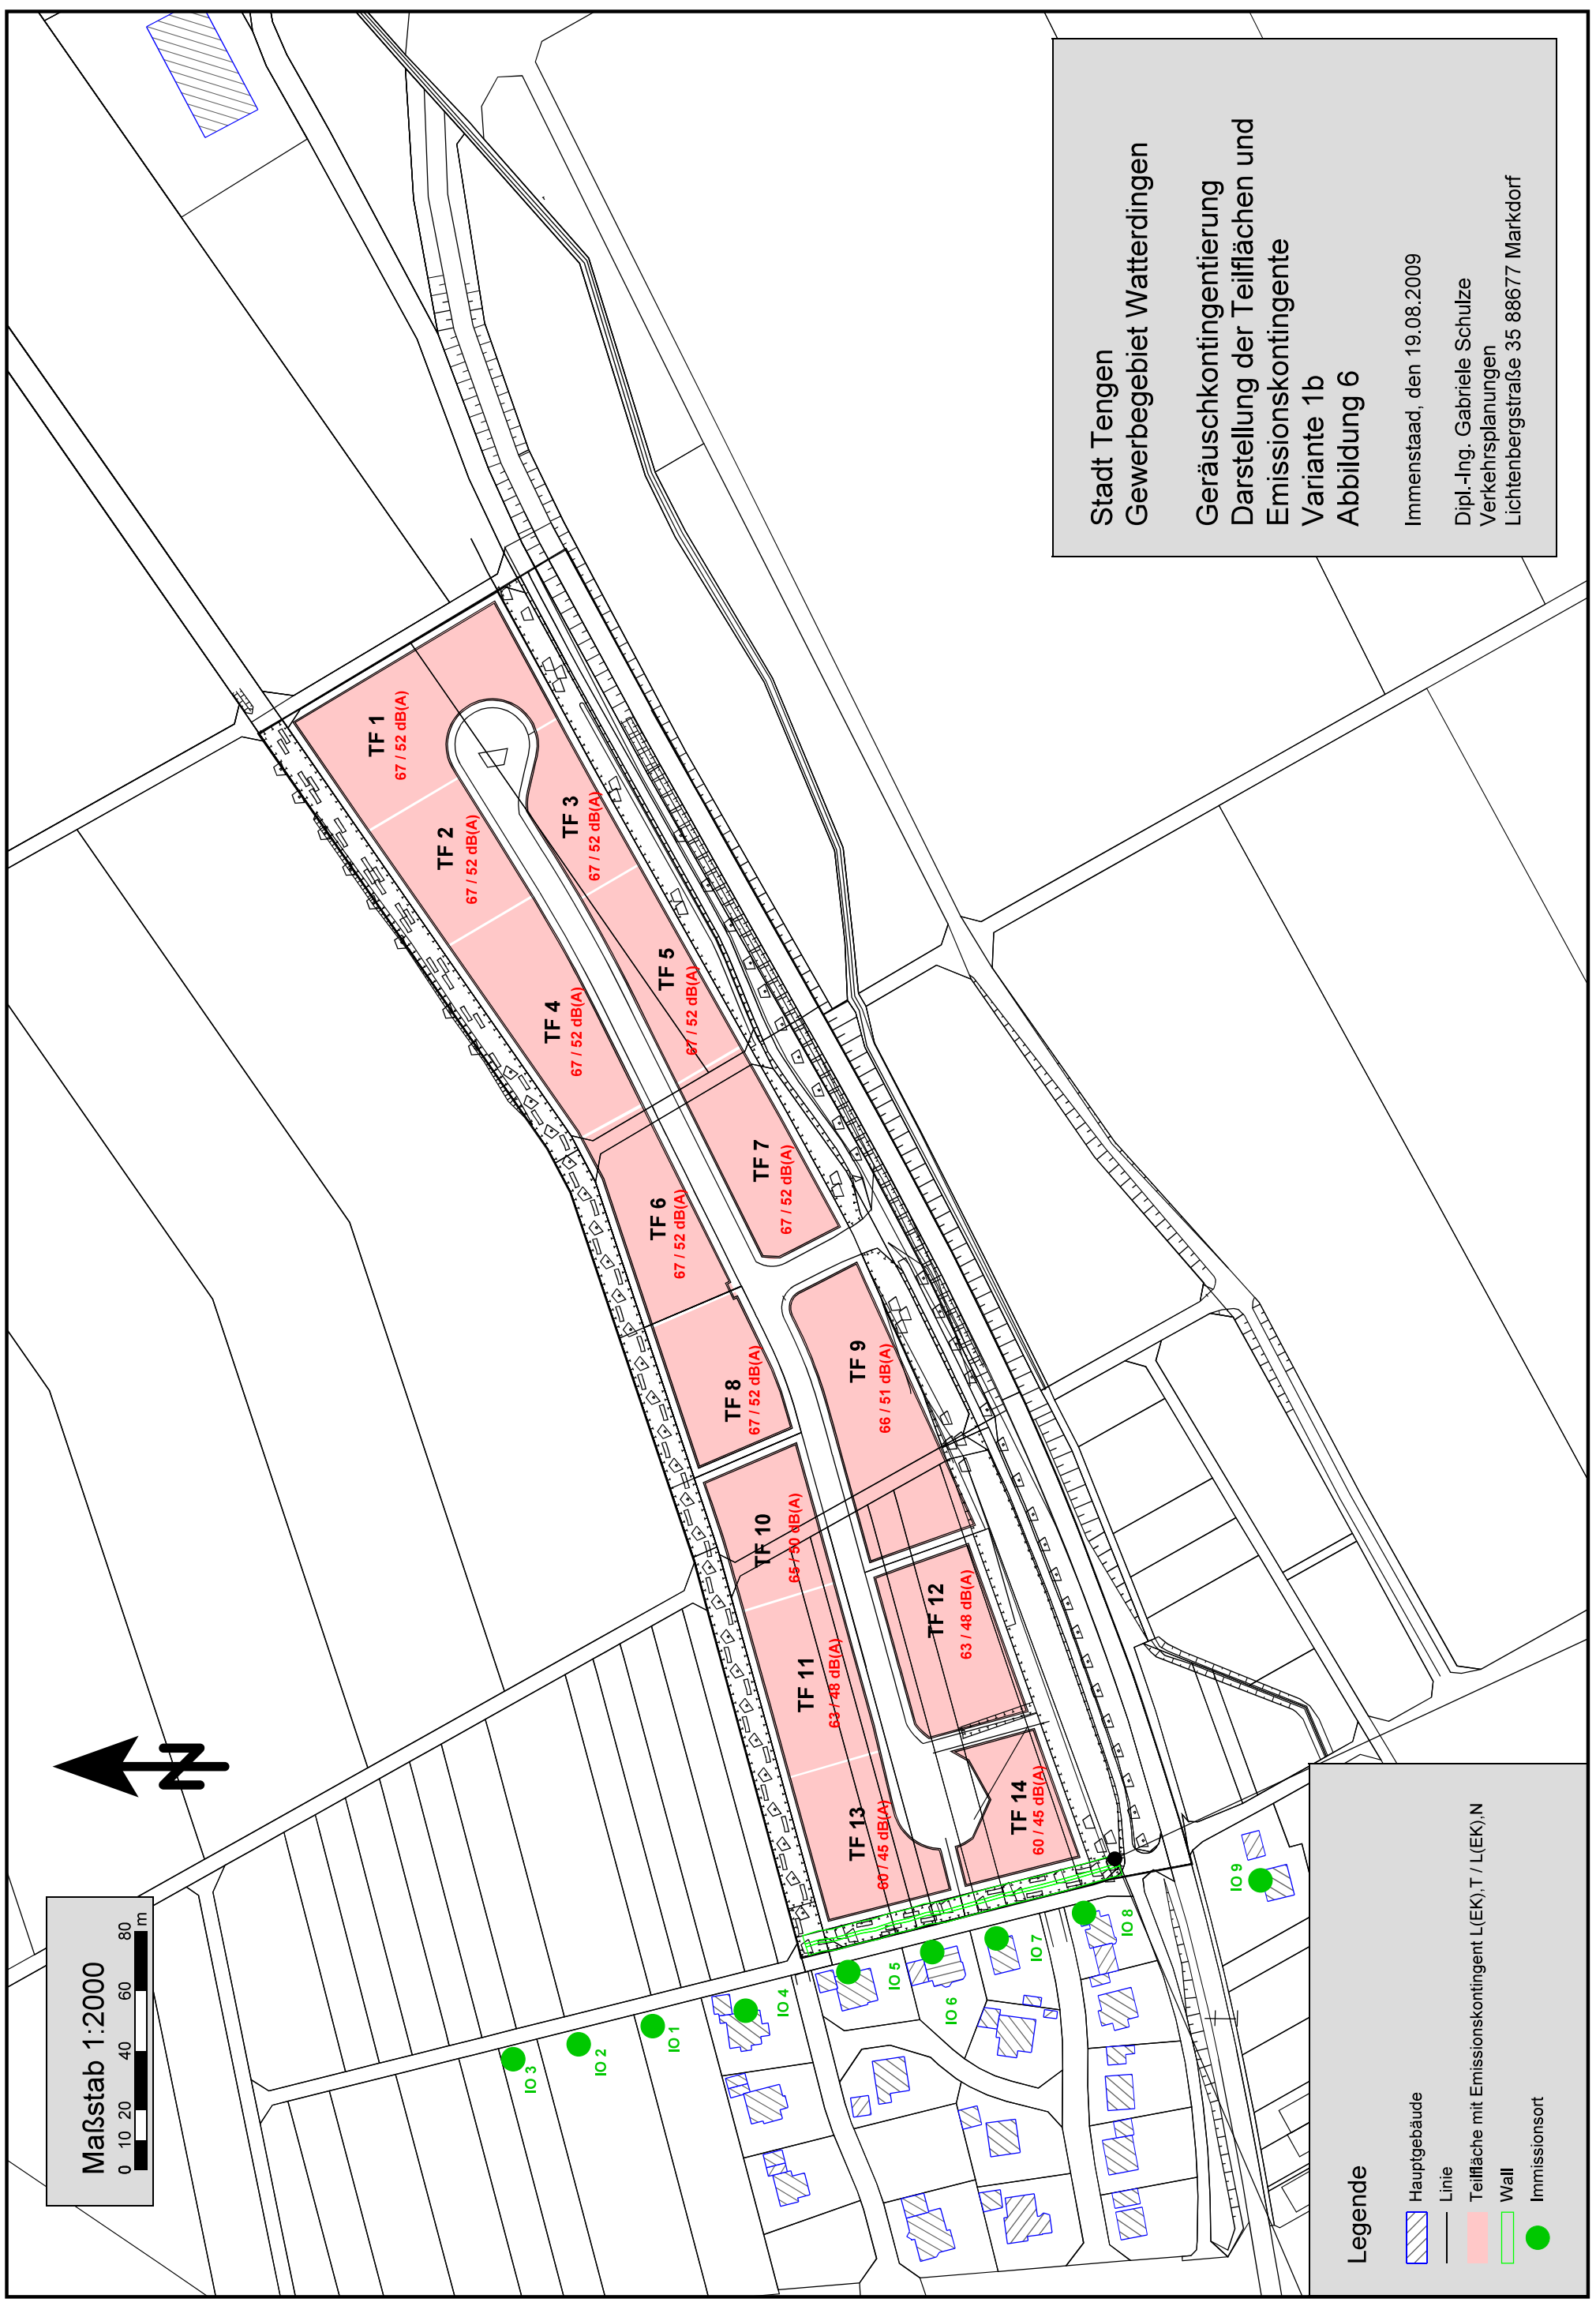 Stadt Tengen
Gewerbegebiet Watterdingen
Geräuschkontingentierung
Darstellung der Teilflächen und
Emissionskontingente
Variante 1b
Abbildung 6
Immenstaad, den 19.08.2009
Dipl.-Ing. Gabriele Schulze
Verkehrsplanungen
Lichtenbergstraße 35 88677 Markdorf
TF 1
67 / 52 dB(A)
TF 2
67 / 52 dB(A)
TF 3
67 / 52 dB(A)
TF 4
67 / 52 dB(A)
TF 5
67 / 52 dB(A)
TF 6
67 / 52 dB(A)
TF 7
67 / 52 dB(A)
TF 8
67 / 52 dB(A)
TF 9
66 / 51 dB(A)
TF 10
65 / 50 dB(A)
TF 11
63 / 48 dB(A)
TF 12
63 / 48 dB(A)
TF 13
60 / 45 dB(A)
TF 14
60 / 45 dB(A)
IO 1
IO 2
IO 3
IO 4
IO 5
IO 6
IO 7
IO 8
IO 9
N
Maßstab 1:2000
0 10 20 40 60 80
m
Legende
Hauptgebäude
Linie
Teilfläche mit Emissionskontingent L(EK),T / L(EK),N
Wall
Immissionsort